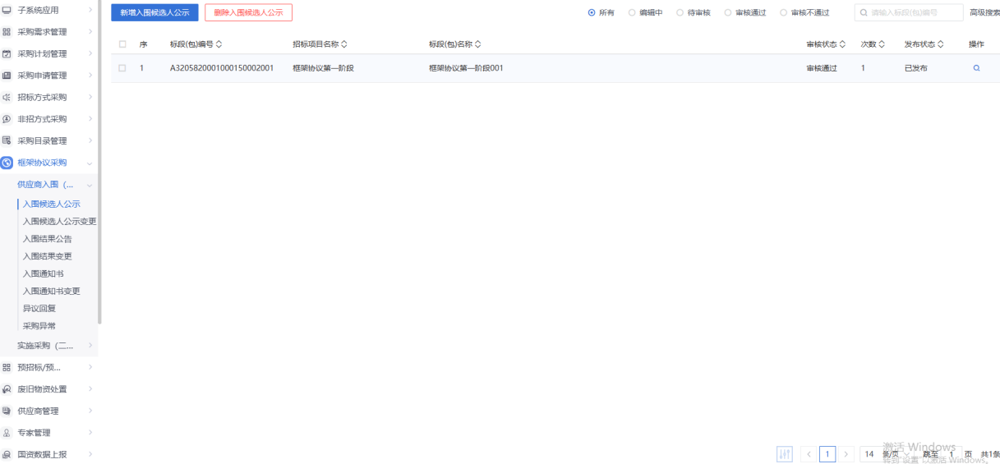 子系统应用
采购需求管理
采购计划管理
采购申请管理
招标方式采购
非招方式采购
采购目录管理
框架协议采购
供应商入围（...
入围候选人公示
入围候选人公示变更
入围结果公告
入围结果变更
入围通知书
入围通知书变更
异议回复
采购异常
实施采购（二...
预招标/预...
废旧物资处置
供应商管理
专家管理
国资数据上报
新增入围候选人公示 删除入围候选人公示 所有 编辑中 待审核 审核通过 审核不通过 请输入标段(包)编号 高级搜索
序 标段(包)编号 招标项目名称 标段(包)名称 审核状态 次数 发布状态 操作
1 A3205820001000150002001 框架协议第一阶段 框架协议第一阶段001 审核通过 1 已发布
1 14 条/页 跳至 1 页 共1条
激活 Windows
转到"设置"以激活 Windows。